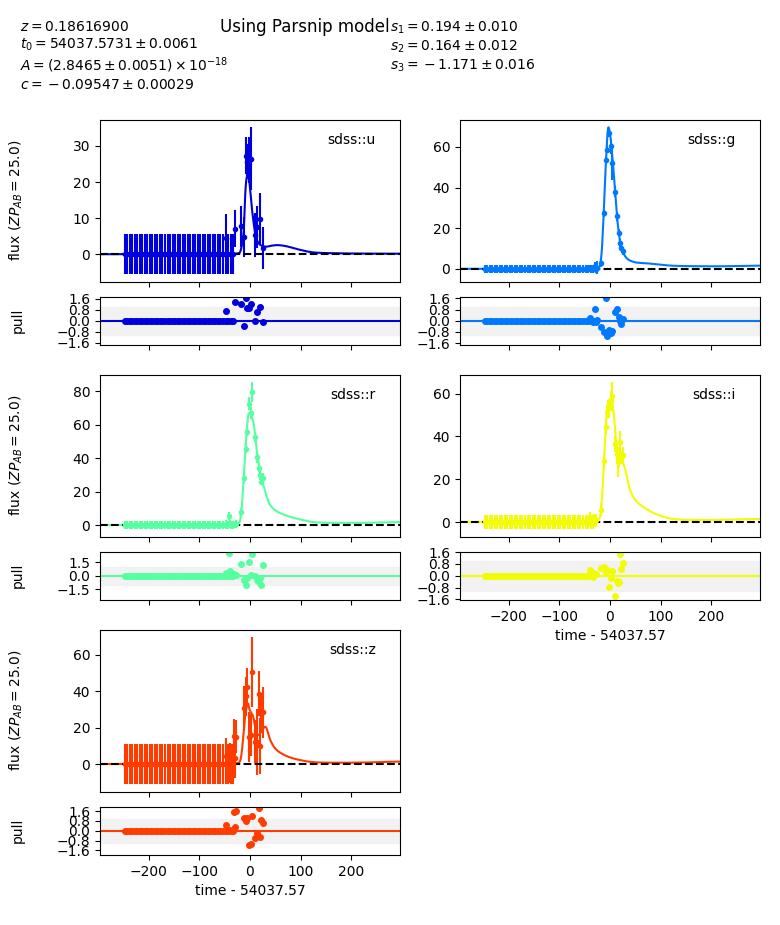 Using Parsnip model
z = 0.18616900
t0 = 54037.5731 ± 0.0061
A = (2.8465 ± 0.0051) × 10^−18
c = −0.09547 ± 0.00029
s1 = 0.194 ± 0.010
s2 = 0.164 ± 0.012
s3 = −1.171 ± 0.016
sdss::u
flux (ZP_AB = 25.0)
30
20
10
0
pull
1.6
0.8
0.0
−0.8
−1.6
sdss::g
60
40
20
0
1.6
0.8
0.0
−0.8
−1.6
sdss::r
flux (ZP_AB = 25.0)
80
60
40
20
0
pull
1.5
0.0
−1.5
sdss::i
60
40
20
0
1.6
0.8
0.0
−0.8
−1.6
−200 −100 0 100 200
time - 54037.57
sdss::z
flux (ZP_AB = 25.0)
60
40
20
0
pull
1.6
0.8
0.0
−0.8
−1.6
−200 −100 0 100 200
time - 54037.57